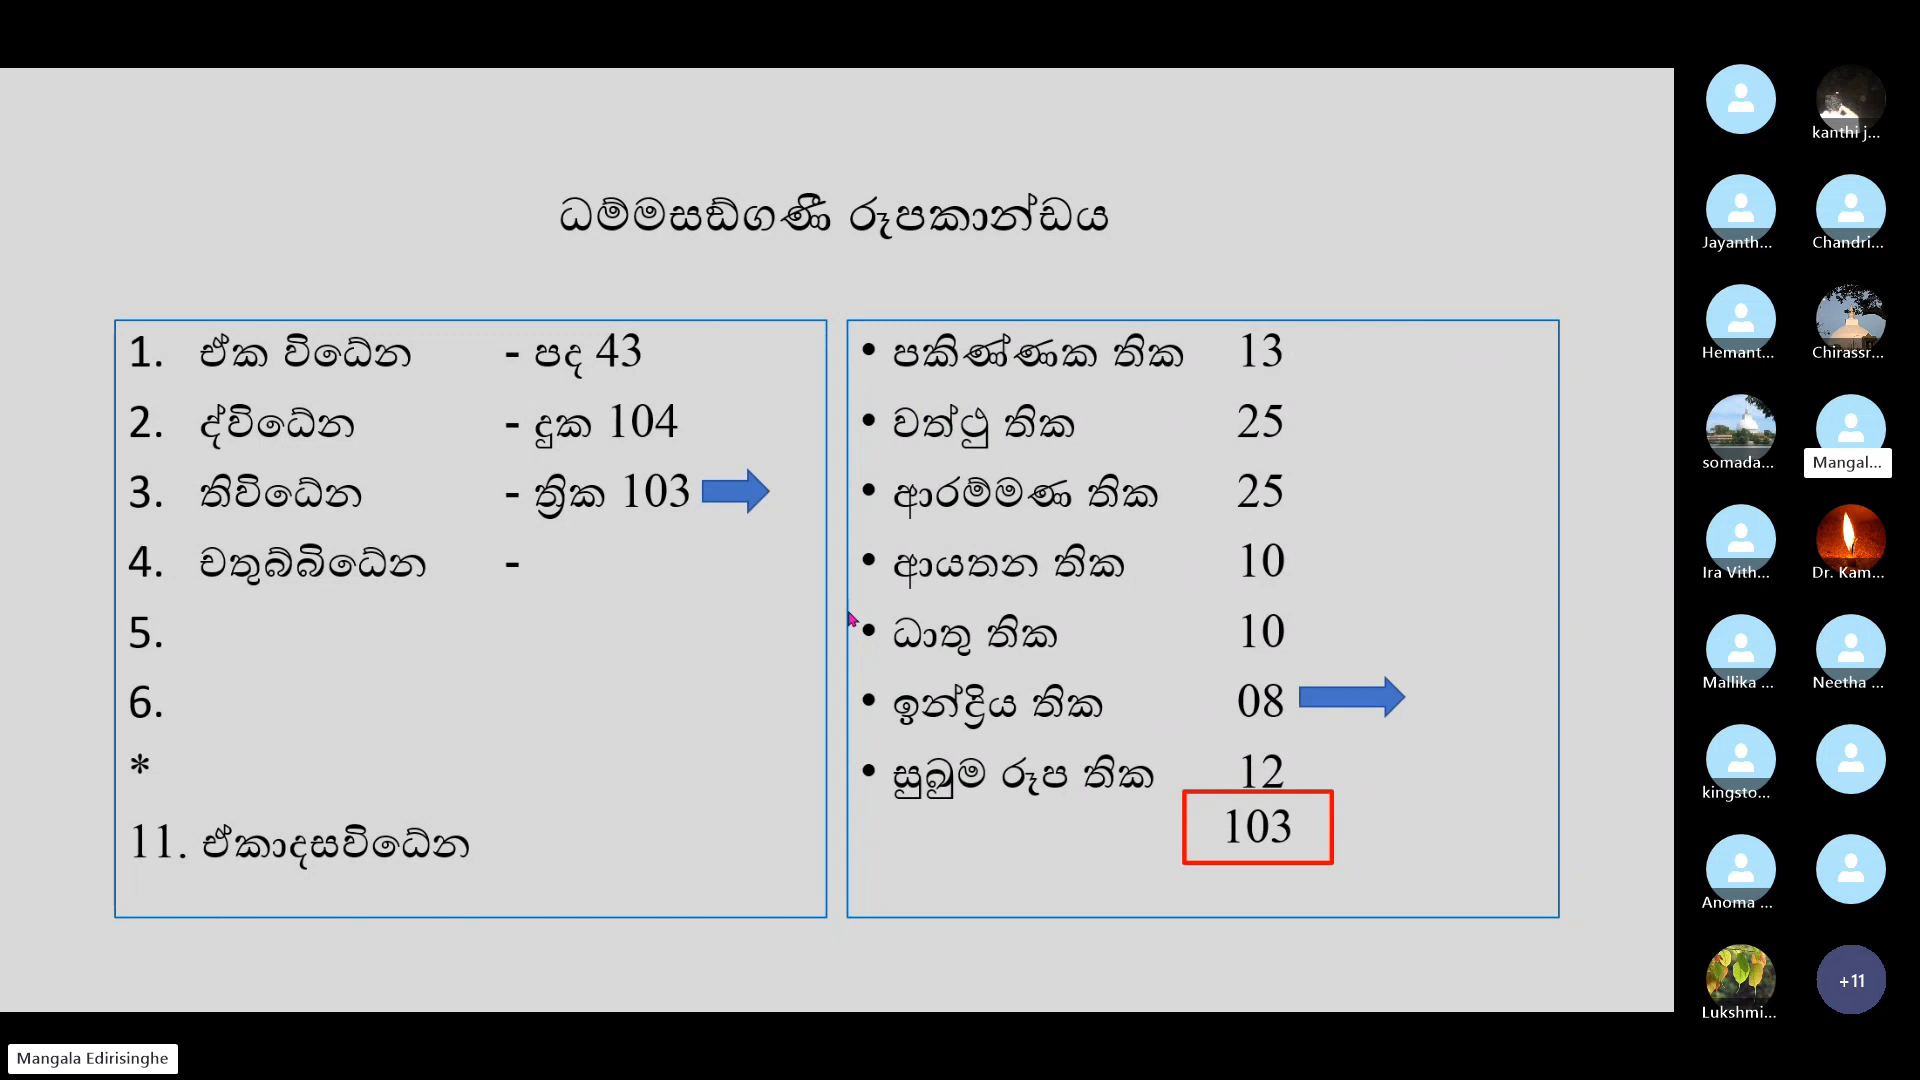 ධම්මසඞ්ගණී රූපකාන්ඩය
1. ඒක විධේන - පද 43
2. ද්විධේන - දුක 104
3. තිවිධේන - ත්‍රික 103
4. චතුබ්බිධේන -
5.
6.
*
11. ඒකාදසවිධේන
• පකිණ්ණක තික 13
• වත්ථු තික 25
• ආරම්මණ තික 25
• ආයතන තික 10
• ධාතු තික 10
• ඉන්ද්‍රිය තික 08
• සුඛුම රූප තික 12
103
kanthi j...
Jayanth...
Chandri...
Hemant...
Chirassr...
somada...
Mangal...
Ira Vith...
Dr. Kam...
Mallika ...
Neetha ...
kingsto...
Anoma ...
Lukshmi...
+11
Mangala Edirisinghe